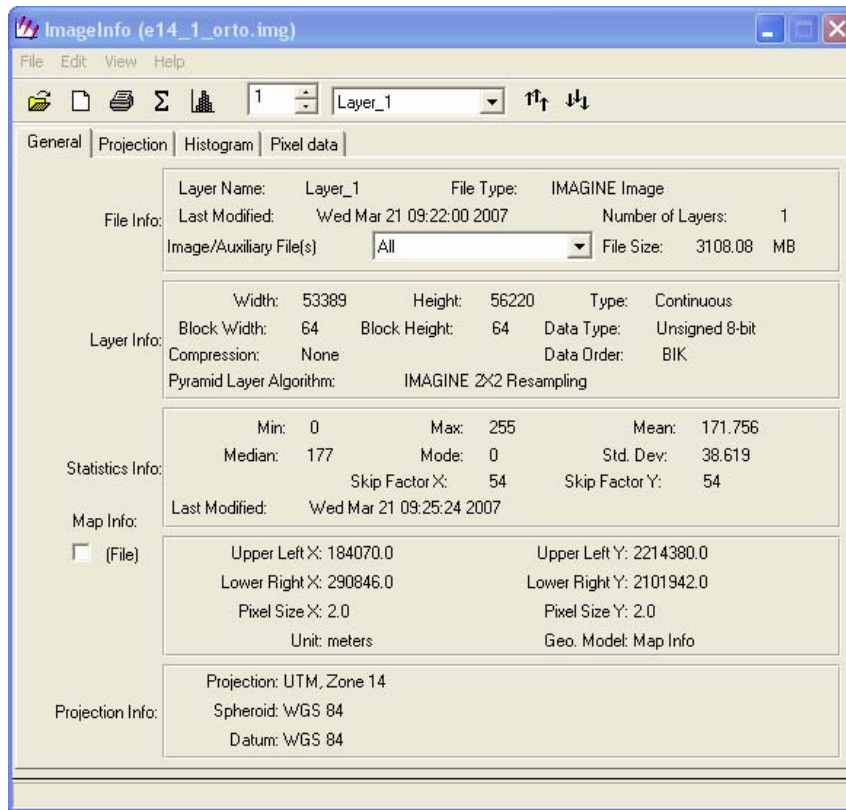 ImageInfo (e14_1_orto.img)
File Edit View Help
Σ 1 Layer_1
General Projection Histogram Pixel data
File Info:
Layer Name: Layer_1 File Type: IMAGINE Image
Last Modified: Wed Mar 21 09:22:00 2007 Number of Layers: 1
Image/Auxiliary File(s) All File Size: 3108.08 MB
Layer Info:
Width: 53389 Height: 56220 Type: Continuous
Block Width: 64 Block Height: 64 Data Type: Unsigned 8-bit
Compression: None Data Order: BIK
Pyramid Layer Algorithm: IMAGINE 2X2 Resampling
Statistics Info:
Min: 0 Max: 255 Mean: 171.756
Median: 177 Mode: 0 Std. Dev: 38.619
Skip Factor X: 54 Skip Factor Y: 54
Last Modified: Wed Mar 21 09:25:24 2007
Map Info:
(File)
Upper Left X: 184070.0 Upper Left Y: 2214380.0
Lower Right X: 290846.0 Lower Right Y: 2101942.0
Pixel Size X: 2.0 Pixel Size Y: 2.0
Unit: meters Geo. Model: Map Info
Projection Info:
Projection: UTM, Zone 14
Spheroid: WGS 84
Datum: WGS 84